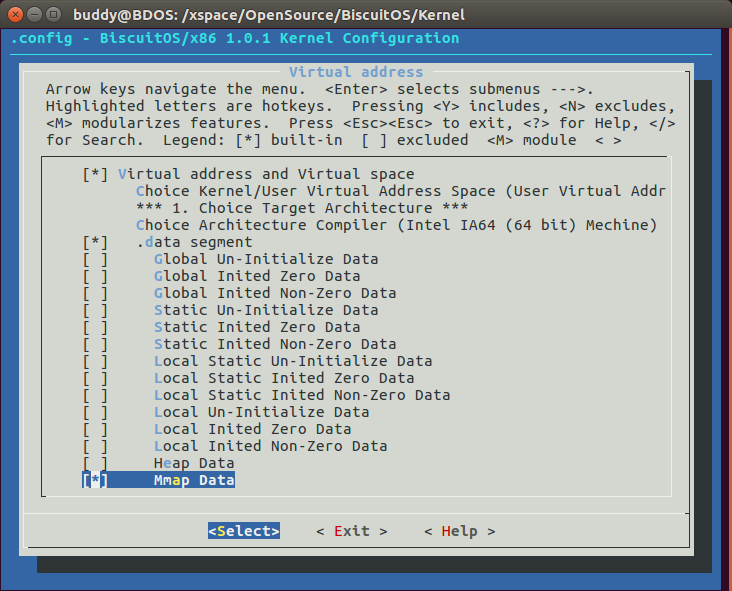 buddy@BDOS: /xspace/OpenSource/BiscuitOS/Kernel
.config - BiscuitOS/x86 1.0.1 Kernel Configuration
Virtual address
Arrow keys navigate the menu.  <Enter> selects submenus --->.
Highlighted letters are hotkeys.  Pressing <Y> includes, <N> excludes,
<M> modularizes features.  Press <Esc><Esc> to exit, <?> for Help, </>
for Search.  Legend: [*] built-in  [ ] excluded  <M> module  < >
[*] Virtual address and Virtual space
Choice Kernel/User Virtual Address Space (User Virtual Addr
*** 1. Choice Target Architecture ***
Choice Architecture Compiler (Intel IA64 (64 bit) Mechine)
[*]   .data segment
[ ]     Global Un-Initialize Data
[ ]     Global Inited Zero Data
[ ]     Global Inited Non-Zero Data
[ ]     Static Un-Initialize Data
[ ]     Static Inited Zero Data
[ ]     Static Inited Non-Zero Data
[ ]     Local Static Un-Initialize Data
[ ]     Local Static Inited Zero Data
[ ]     Local Static Inited Non-Zero Data
[ ]     Local Un-Initialize Data
[ ]     Local Inited Zero Data
[ ]     Local Inited Non-Zero Data
[ ]     Heap Data
[*]     Mmap Data
<Select>    < Exit >    < Help >